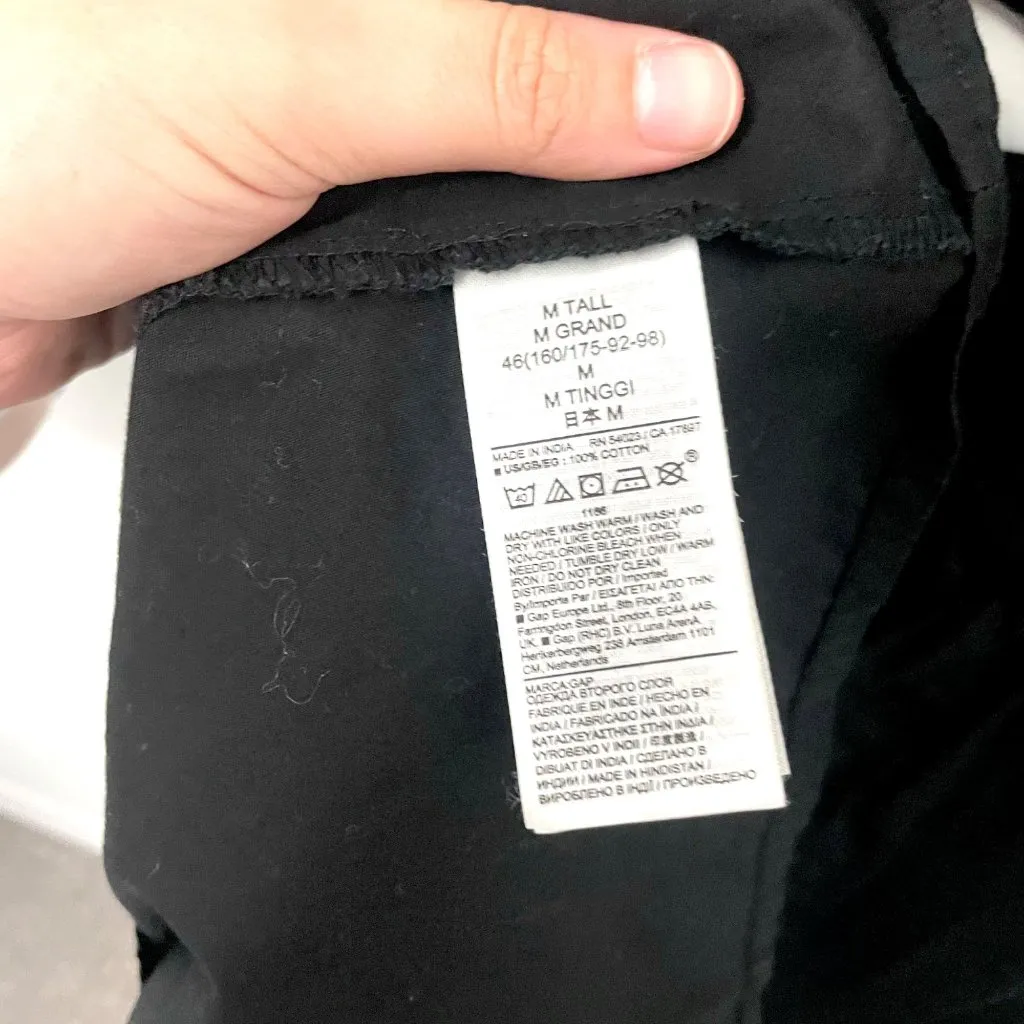 M TALL
M GRAND
46(160/175-92-98)
M
M TINGGI
日本 M
MADE IN INDIA RN 54023 / CA 17897
■ US/GB/EG : 100% COTTON
40
®
1186
MACHINE WASH WARM / WASH AND
DRY WITH LIKE COLORS / ONLY
NON-CHLORINE BLEACH WHEN
NEEDED / TUMBLE DRY LOW / WARM
IRON / DO NOT DRY CLEAN
DISTRIBUIDO POR / Imported
By/Importe Par / ΕΙΣΑΓΕΤΑΙ ΑΠΟ ΤΗΝ:
■ Gap Europe Ltd., 8th Floor, 20
Farringdon Street, London, EC4A 4AB,
UK. ■ Gap (RHC) B.V. Luna ArenA
Herikerbergweg 238 Amsterdam 1101
CM, Netherlands
MARCA:GAP
ОДЕЖДА ВТОРОГО СЛОЯ
FABRIQUE EN INDE / HECHO EN
INDIA / FABRICADO NA ÍNDIA /
ΚΑΤΑΣΚΕΥΑΣΤΗΚΕ ΣΤΗΝ ΙΝΔΙΑ /
VYROBENO V INDII / 印度製造 /
DIBUAT DI INDIA / СДЕЛАНО В
ИНДИИ / MADE IN HINDISTAN /
ВИРОБЛЕНО В ІНДІЇ / ПРОИЗВЕДЕНО